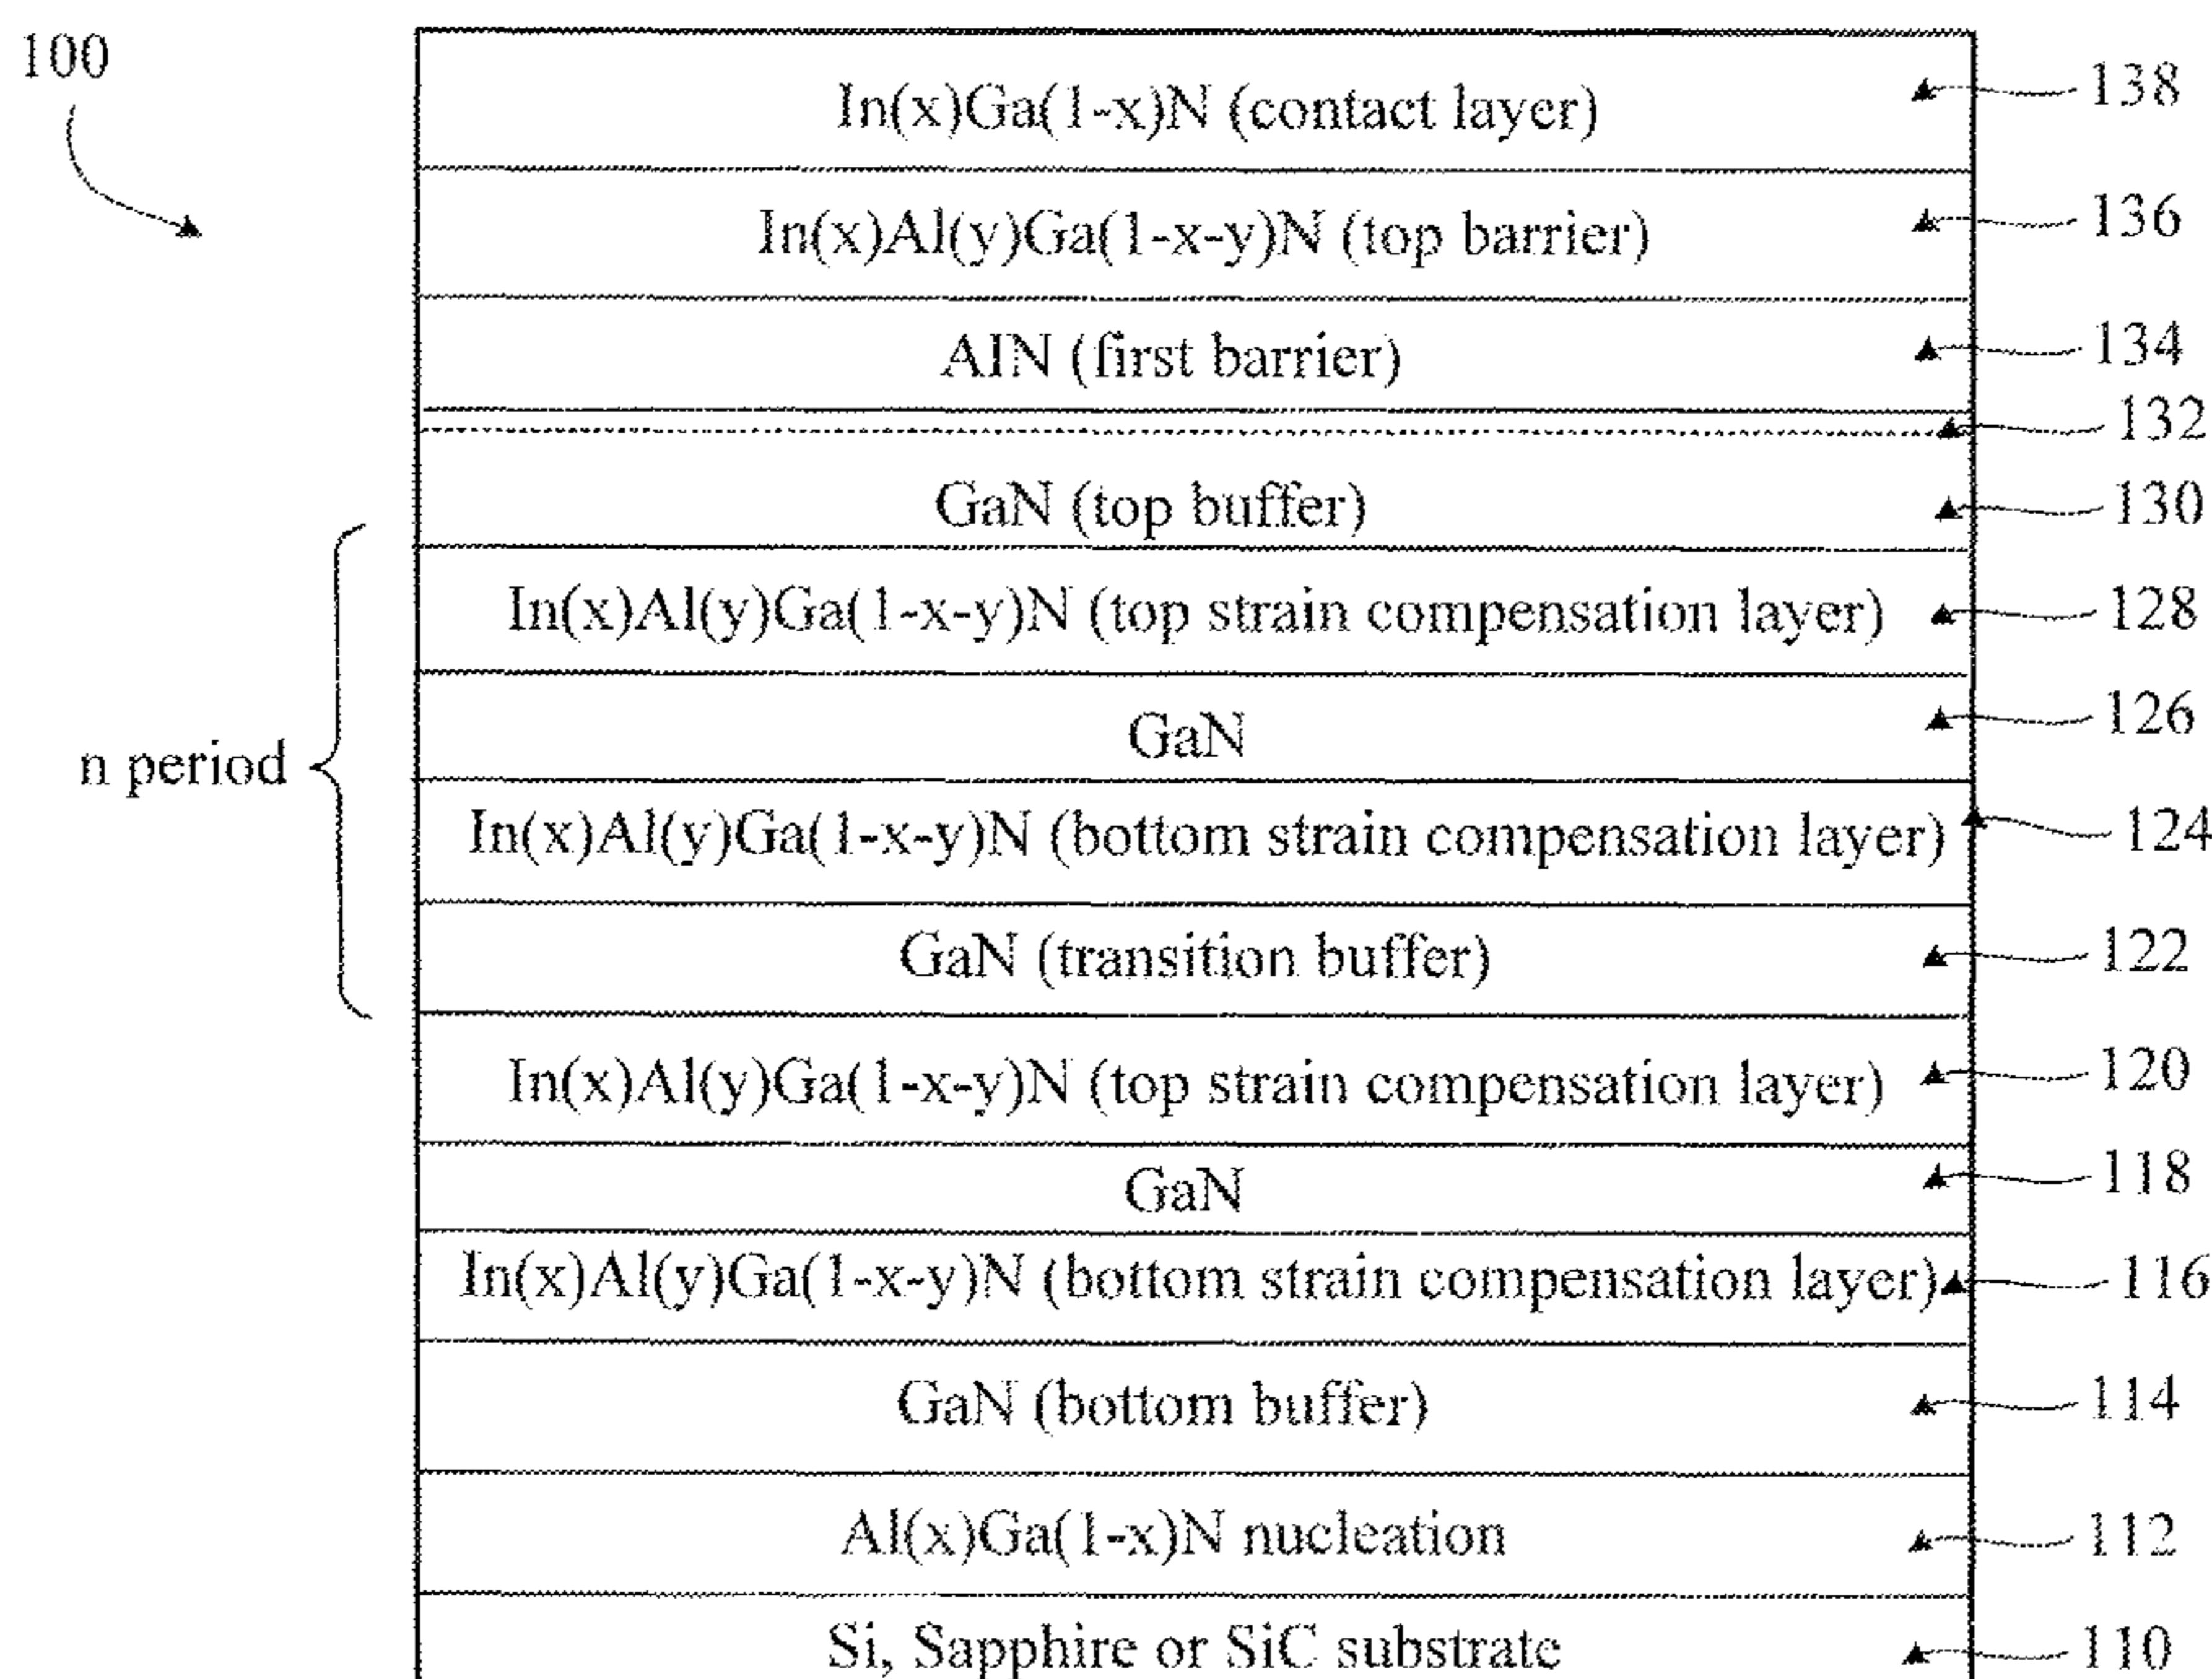 100
In(x)Ga(1-x)N (contact layer) 138
In(x)Al(y)Ga(1-x-y)N (top barrier) 136
AlN (first barrier) 134
132
GaN (top buffer) 130
In(x)Al(y)Ga(1-x-y)N (top strain compensation layer) 128
GaN 126
n period
In(x)Al(y)Ga(1-x-y)N (bottom strain compensation layer) 124
GaN (transition buffer) 122
In(x)Al(y)Ga(1-x-y)N (top strain compensation layer) 120
GaN 118
In(x)Al(y)Ga(1-x-y)N (bottom strain compensation layer) 116
GaN (bottom buffer) 114
Al(x)Ga(1-x)N nucleation 112
Si, Sapphire or SiC substrate 110